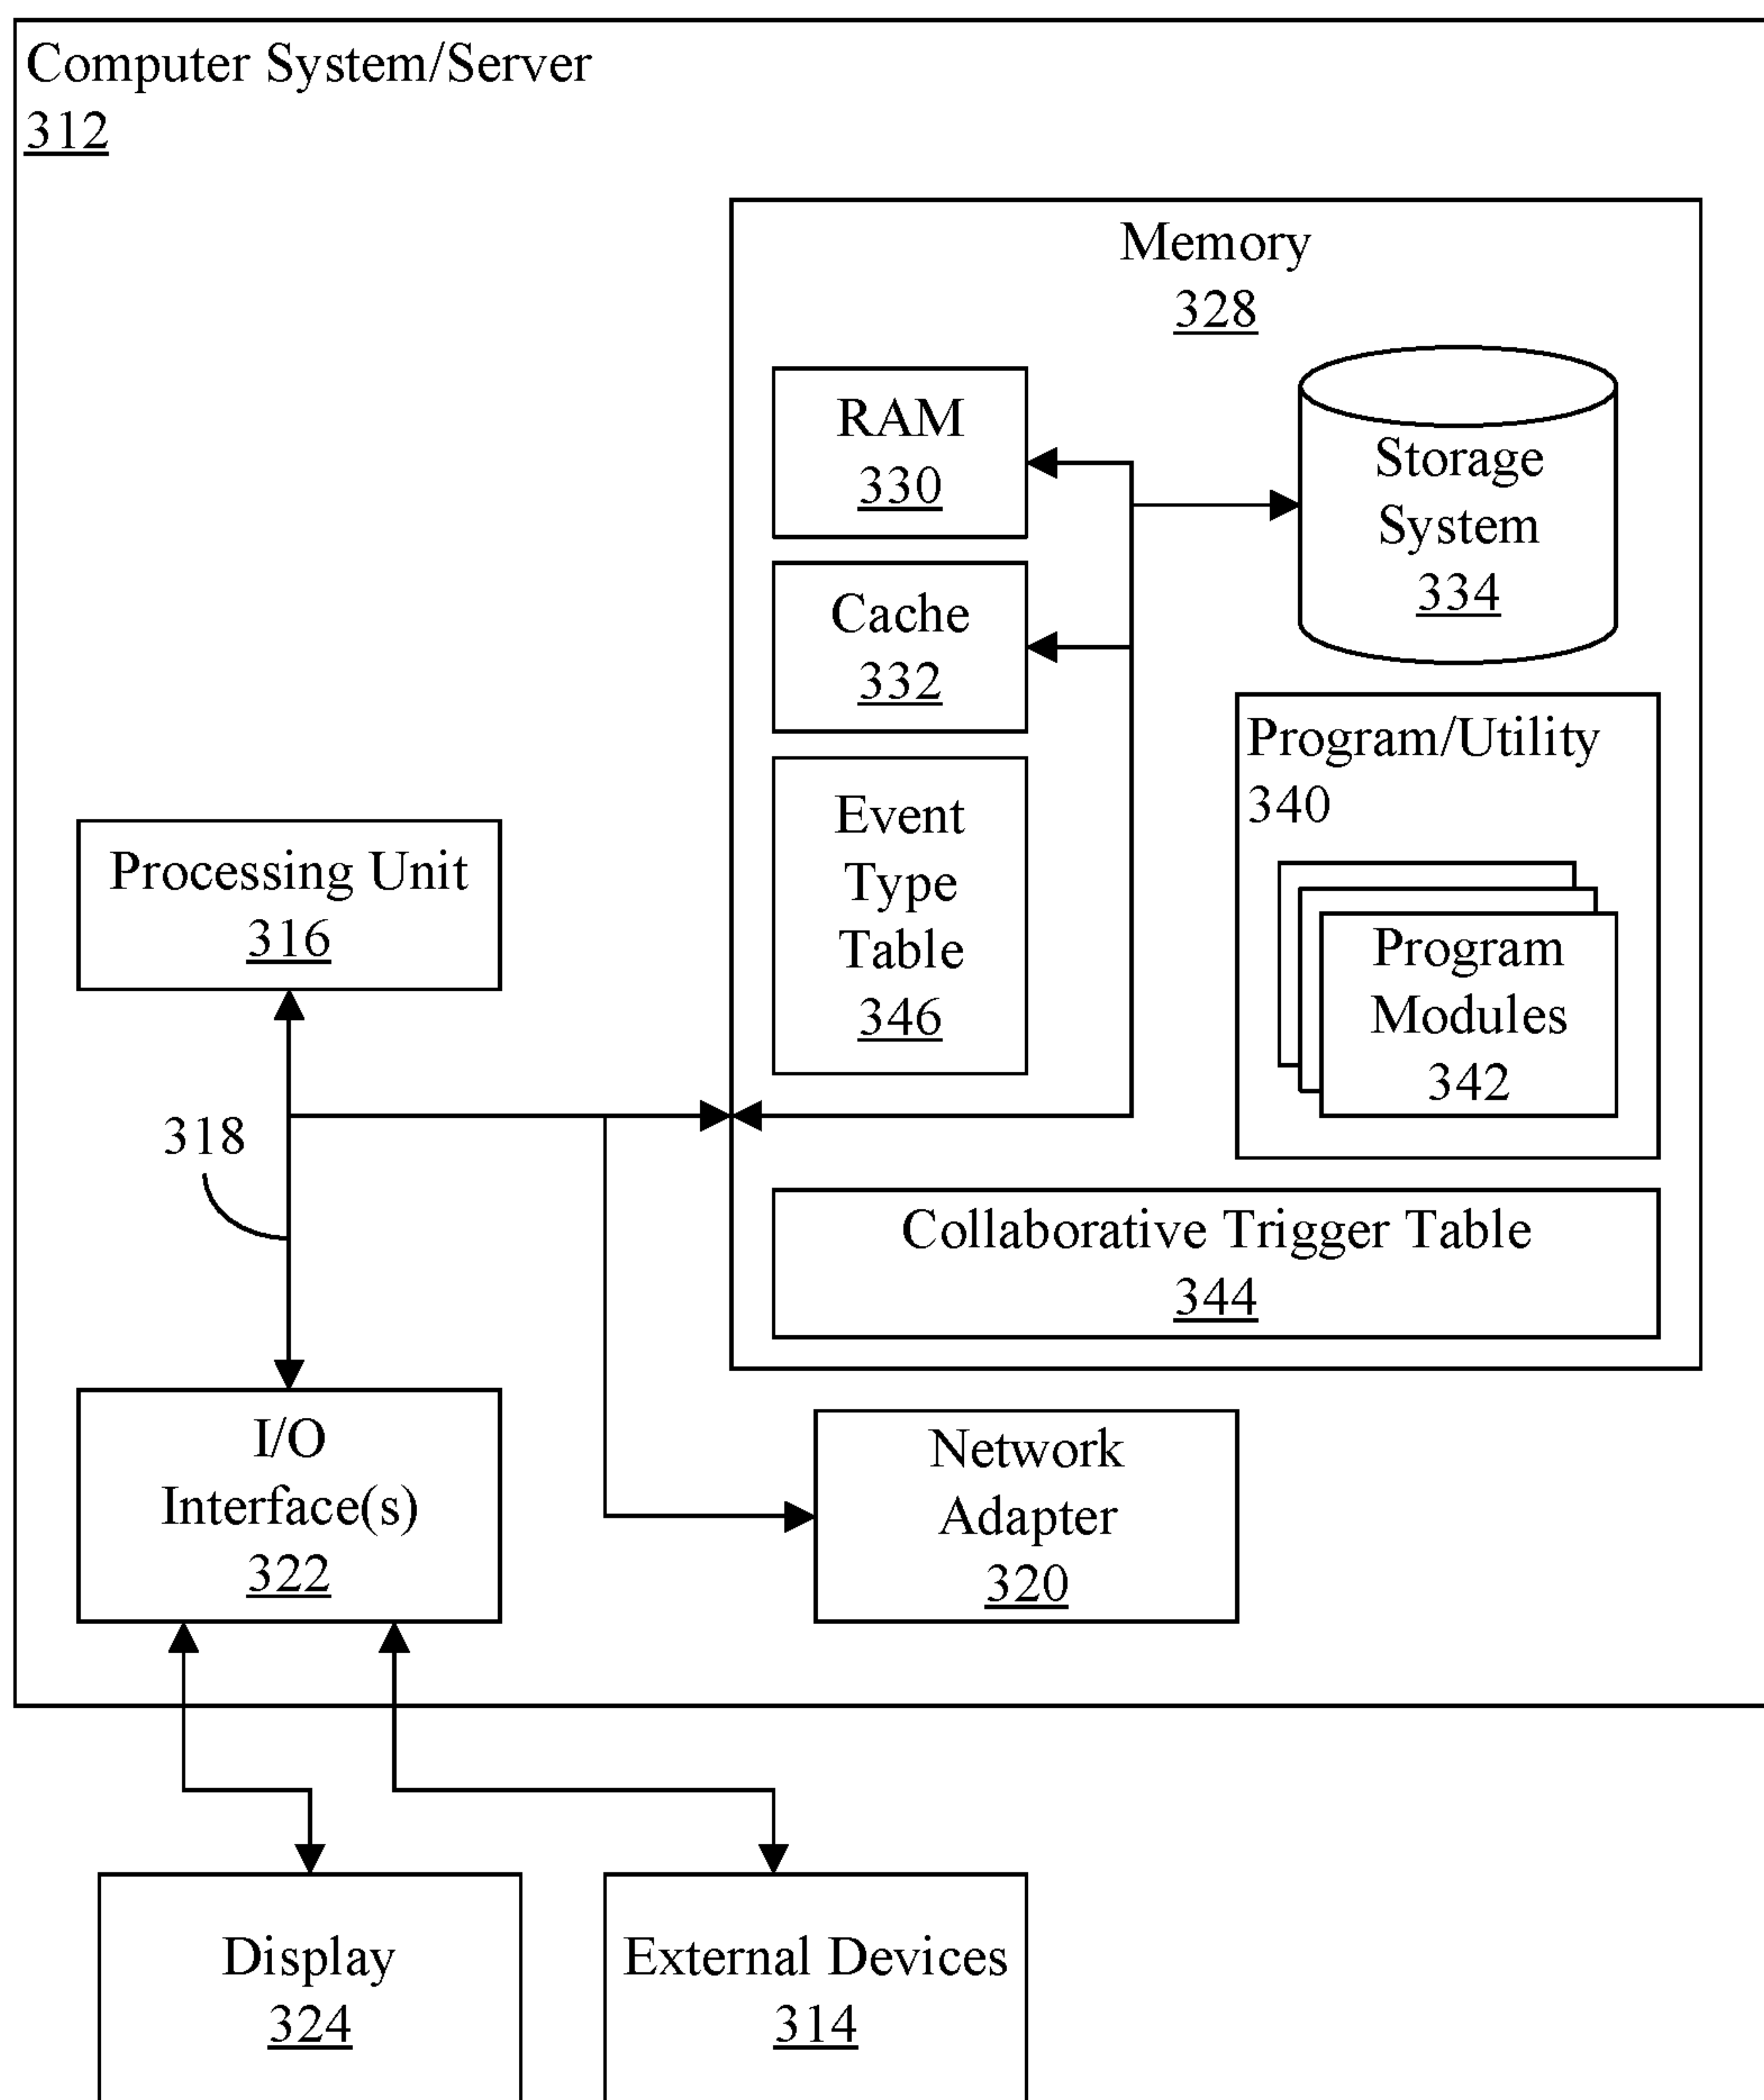 Computer System/Server
312
Memory
328
RAM
330
Storage
System
334
Cache
332
Program/Utility
340
Event
Type
Table
346
Program
Modules
342
Processing Unit
316
318
Collaborative Trigger Table
344
I/O
Interface(s)
322
Network
Adapter
320
Display
324
External Devices
314